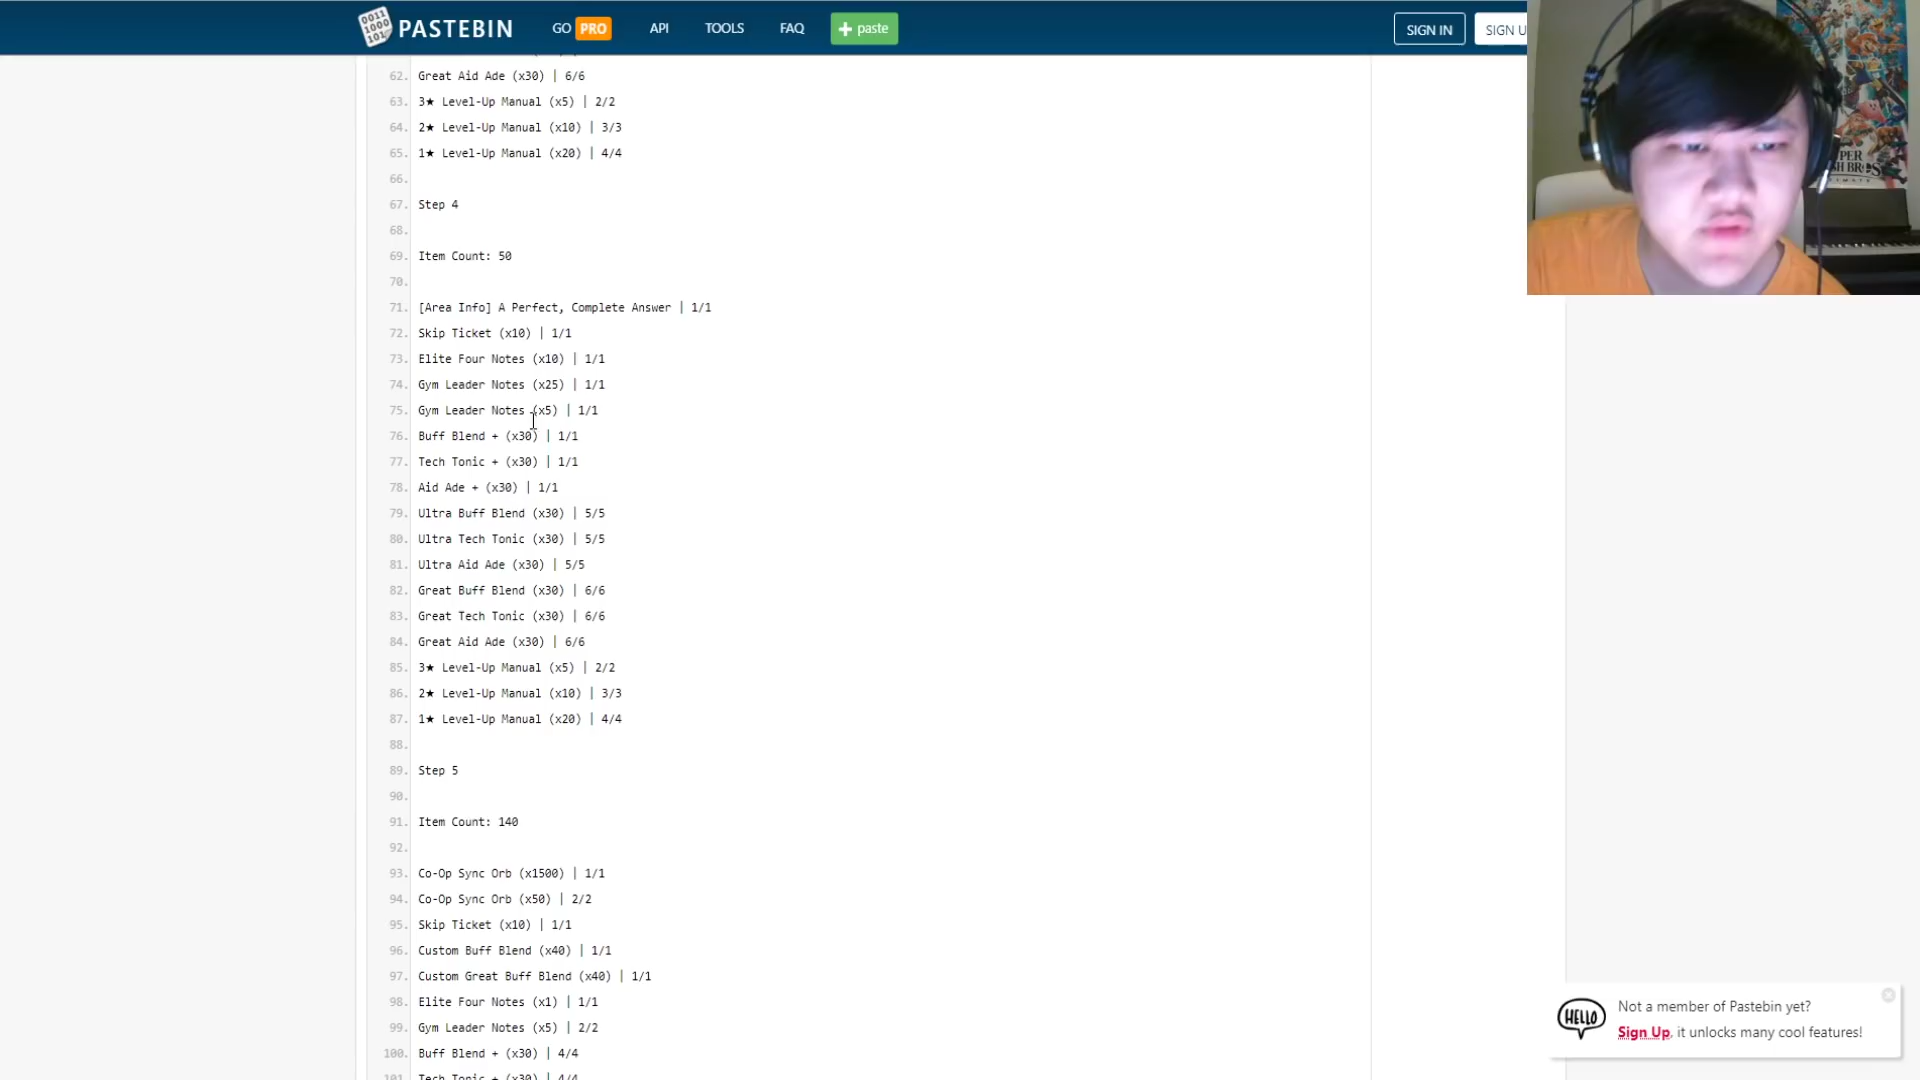 PASTEBIN GO PRO API TOOLS FAQ + paste SIGN IN SIGN U
62. Great Aid Ade (x30) | 6/6
63. 3★ Level-Up Manual (x5) | 2/2
64. 2★ Level-Up Manual (x10) | 3/3
65. 1★ Level-Up Manual (x20) | 4/4
66.
67. Step 4
68.
69. Item Count: 50
70.
71. [Area Info] A Perfect, Complete Answer | 1/1
72. Skip Ticket (x10) | 1/1
73. Elite Four Notes (x10) | 1/1
74. Gym Leader Notes (x25) | 1/1
75. Gym Leader Notes (x5) | 1/1
76. Buff Blend + (x30) | 1/1
77. Tech Tonic + (x30) | 1/1
78. Aid Ade + (x30) | 1/1
79. Ultra Buff Blend (x30) | 5/5
80. Ultra Tech Tonic (x30) | 5/5
81. Ultra Aid Ade (x30) | 5/5
82. Great Buff Blend (x30) | 6/6
83. Great Tech Tonic (x30) | 6/6
84. Great Aid Ade (x30) | 6/6
85. 3★ Level-Up Manual (x5) | 2/2
86. 2★ Level-Up Manual (x10) | 3/3
87. 1★ Level-Up Manual (x20) | 4/4
88.
89. Step 5
90.
91. Item Count: 140
92.
93. Co-Op Sync Orb (x1500) | 1/1
94. Co-Op Sync Orb (x50) | 2/2
95. Skip Ticket (x10) | 1/1
96. Custom Buff Blend (x40) | 1/1
97. Custom Great Buff Blend (x40) | 1/1
98. Elite Four Notes (x1) | 1/1
99. Gym Leader Notes (x5) | 2/2
100. Buff Blend + (x30) | 4/4
101. Tech Tonic + (x30) | 4/4
HELLO
Not a member of Pastebin yet?
Sign Up, it unlocks many cool features!